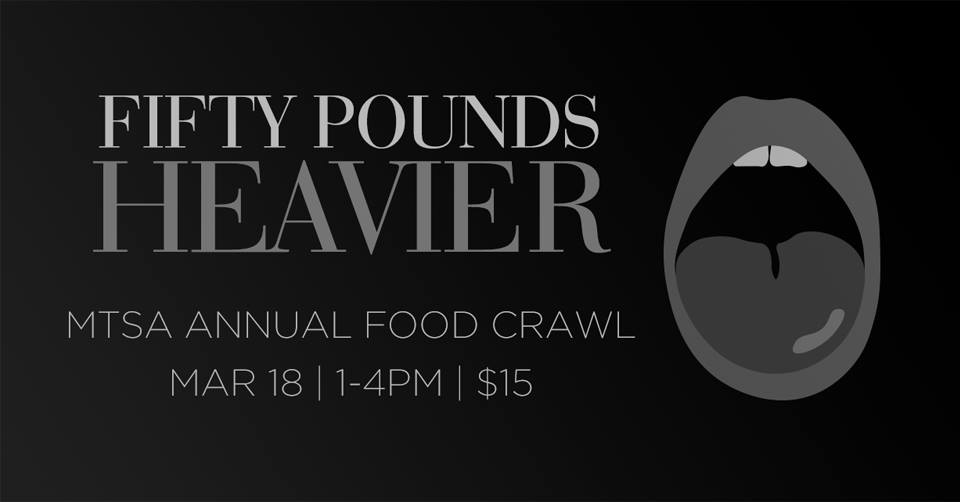 FIFTY POUNDS
HEAVIER
MTSA ANNUAL FOOD CRAWL
MAR 18 | 1-4PM | $15